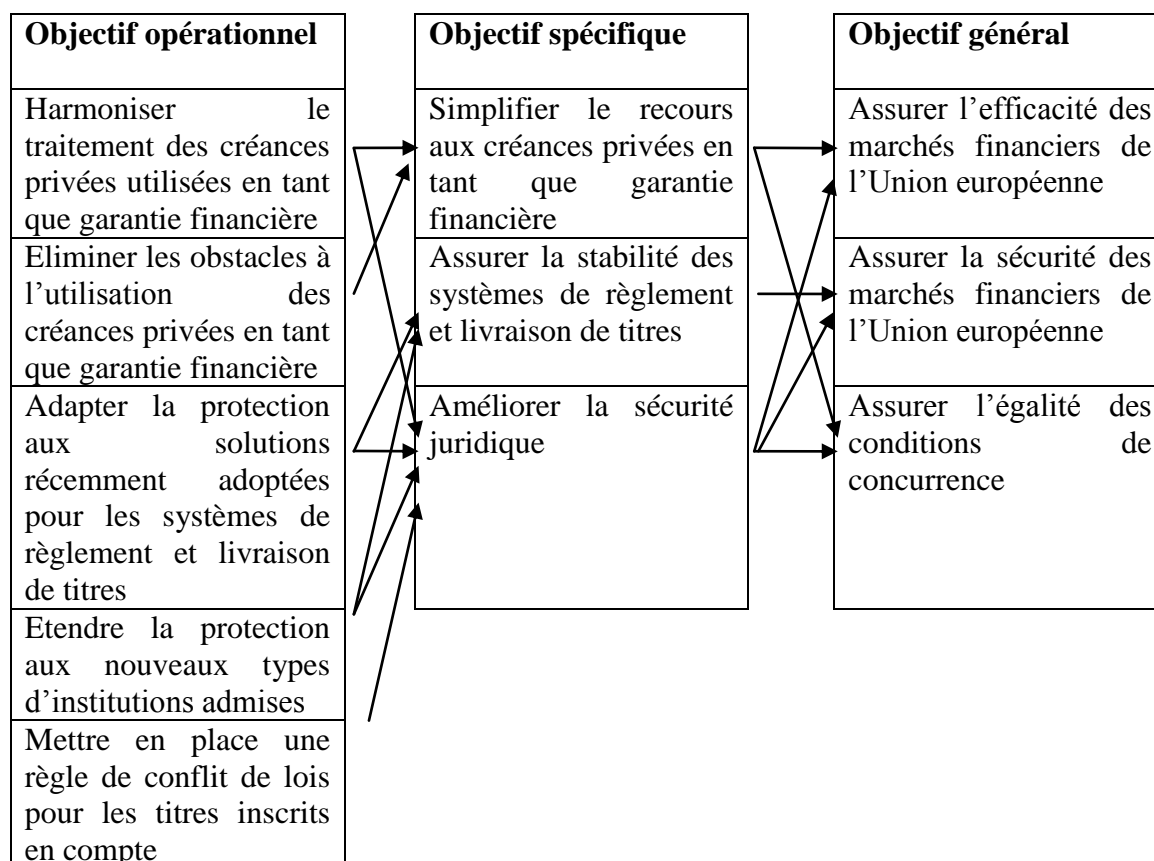 Objectif opérationnel
Harmoniser le
traitement des créances
privées utilisées en tant
que garantie financière
Eliminer les obstacles à
l’utilisation des
créances privées en tant
que garantie financière
Adapter la protection
aux solutions
récemment adoptées
pour les systèmes de
règlement et livraison
de titres
Etendre la protection
aux nouveaux types
d’institutions admises
Mettre en place une
règle de conflit de lois
pour les titres inscrits
en compte
Objectif spécifique
Simplifier le recours
aux créances privées en
tant que garantie
financière
Assurer la stabilité des
systèmes de règlement
et livraison de titres
Améliorer la sécurité
juridique
Objectif général
Assurer l’efficacité des
marchés financiers de
l’Union européenne
Assurer la sécurité des
marchés financiers de
l’Union européenne
Assurer l’égalité des
conditions de
concurrence